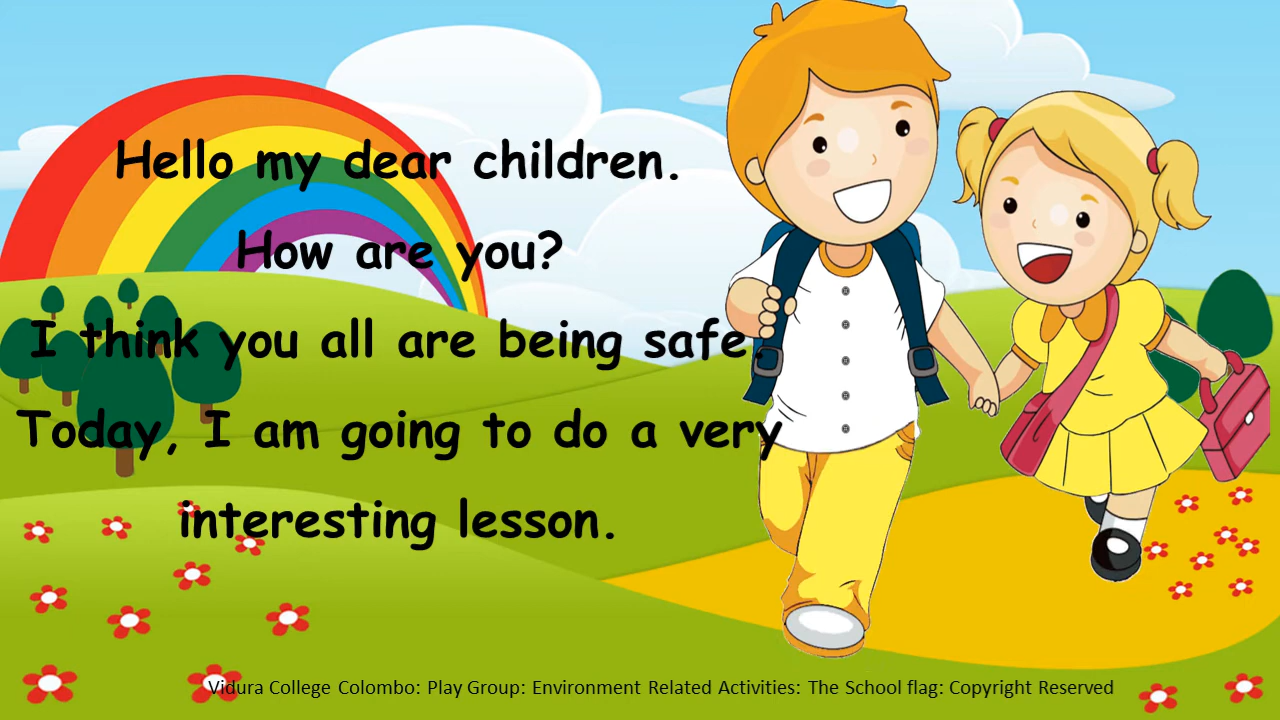 Hello my dear children.
How are you?
I think you all are being safe.
Today, I am going to do a very
interesting lesson.
Vidura College Colombo: Play Group: Environment Related Activities: The School flag: Copyright Reserved